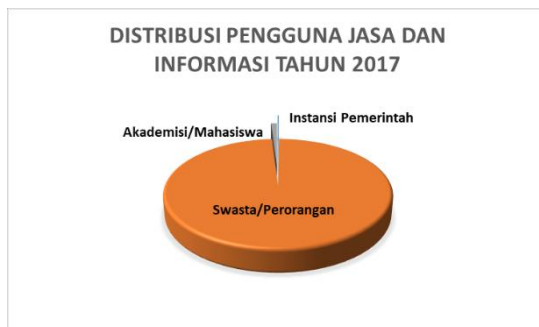 DISTRIBUSI PENGGUNA JASA DAN
INFORMASI TAHUN 2017
Instansi Pemerintah
Akademisi/Mahasiswa
Swasta/Perorangan